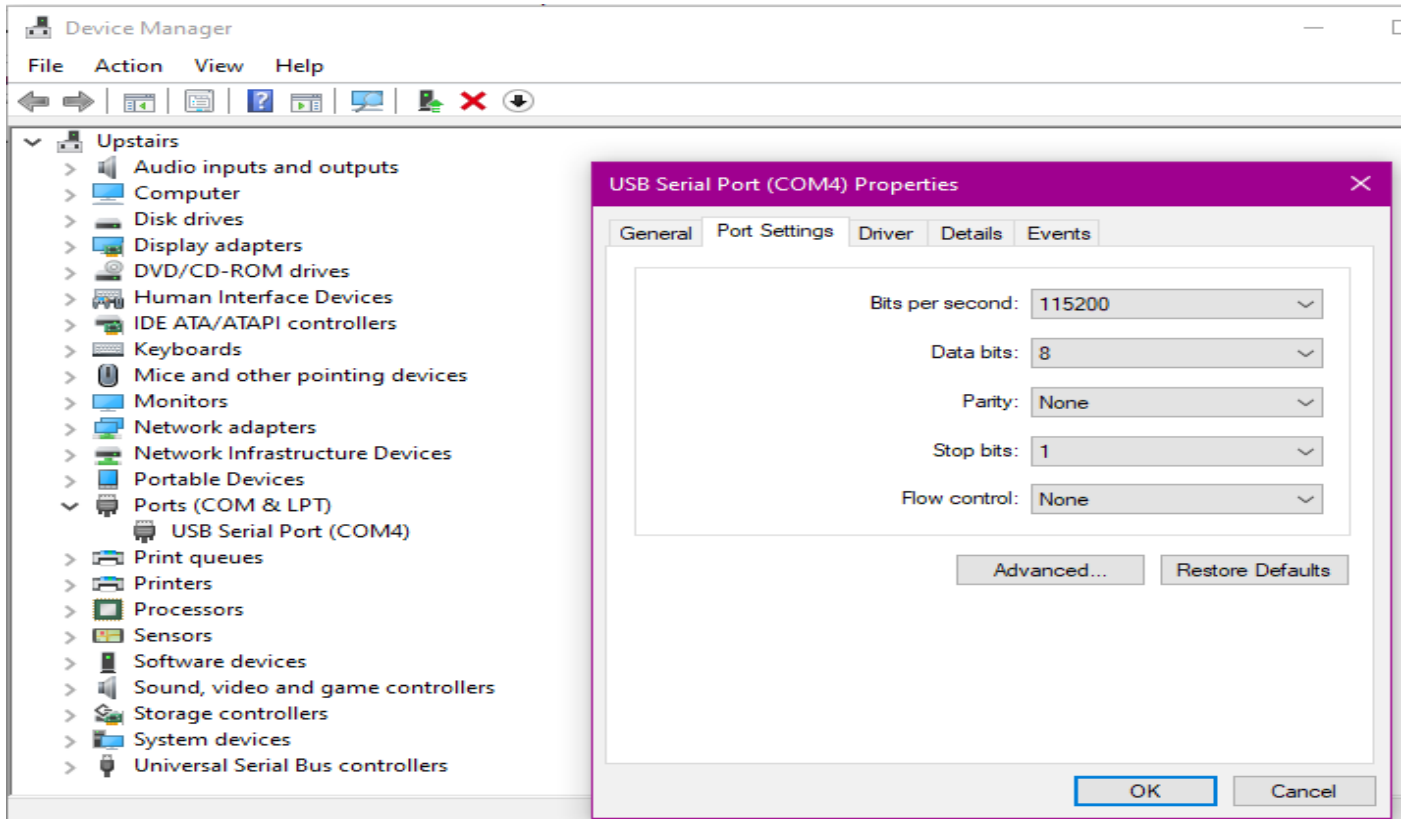 Device Manager
File Action View Help
Upstairs
Audio inputs and outputs
Computer
Disk drives
Display adapters
DVD/CD-ROM drives
Human Interface Devices
IDE ATA/ATAPI controllers
Keyboards
Mice and other pointing devices
Monitors
Network adapters
Network Infrastructure Devices
Portable Devices
Ports (COM & LPT)
USB Serial Port (COM4)
Print queues
Printers
Processors
Sensors
Software devices
Sound, video and game controllers
Storage controllers
System devices
Universal Serial Bus controllers
USB Serial Port (COM4) Properties
General Port Settings Driver Details Events
Bits per second: 115200
Data bits: 8
Parity: None
Stop bits: 1
Flow control: None
Advanced... Restore Defaults
OK Cancel